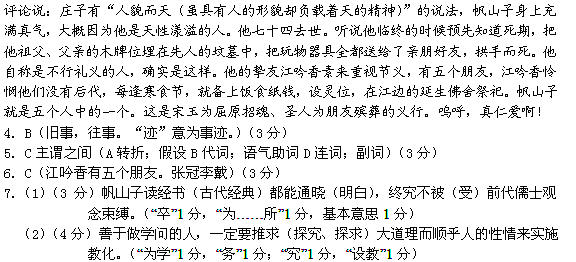 评论说：庄子有“人貌而天（虽具有人的形貌却负载着天的精神）”的说法，帆山子身上充
满真气，大概因为他是天性漾溢的人。他七十四去世。听说他临终的时候预先知道死期，把
他祖父、父亲的木牌位埋在先人的坟墓中，把玩物器具全都送给了亲朋好友，拱手而死。他
自称是不行礼义的人，确实是这样。他的挚友江吟香素来重视节义，有五个朋友，江吟香怜
悯他们没有后代，每逢寒食节，就备上饭食纸钱，设灵位，在江边的延生佛舍祭祀。帆山子
就是五个人中的一个。这是宋玉为屈原招魂、圣人为朋友殡葬的义行。呜呼，真仁爱啊！
4．B（旧事，往事。“迹”意为事迹。）（3分）
5．C主谓之间（A转折；假设B代词；语气助词D连词；副词）（3分）
6．C（江吟香有五个朋友。张冠李戴）（3分）
7．（1）（3 分）帆山子读经书（古代经典）都能通晓（明白），终究不被（受）前代儒士观
念束缚。（“卒”1分，“为……所”1分，基本意思1分）
（2）（4分）善于做学问的人，一定要推求（探究、探求）大道理而顺乎人的性情来实施
教化。（“为学”1分，“务”1分；“究”1分，“设教”1分）